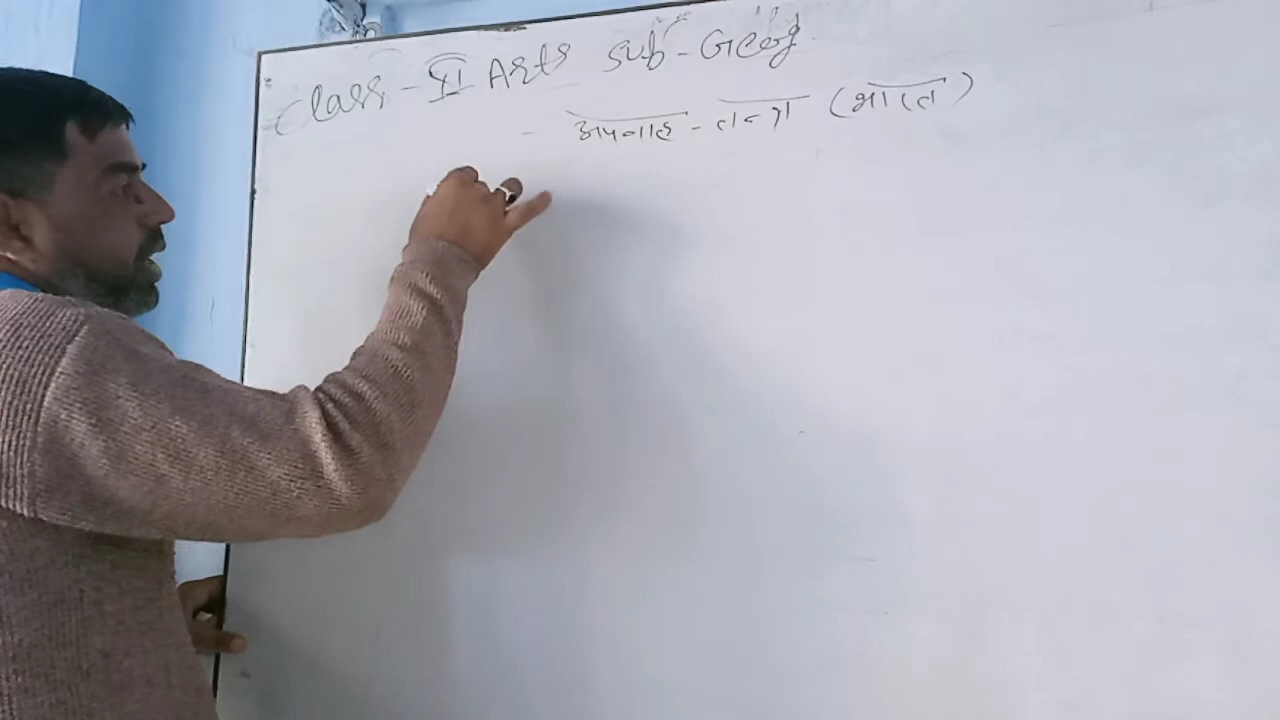 Class - XI Arts sub - Geog.
- अपवाह - तन्त्र (भारत)